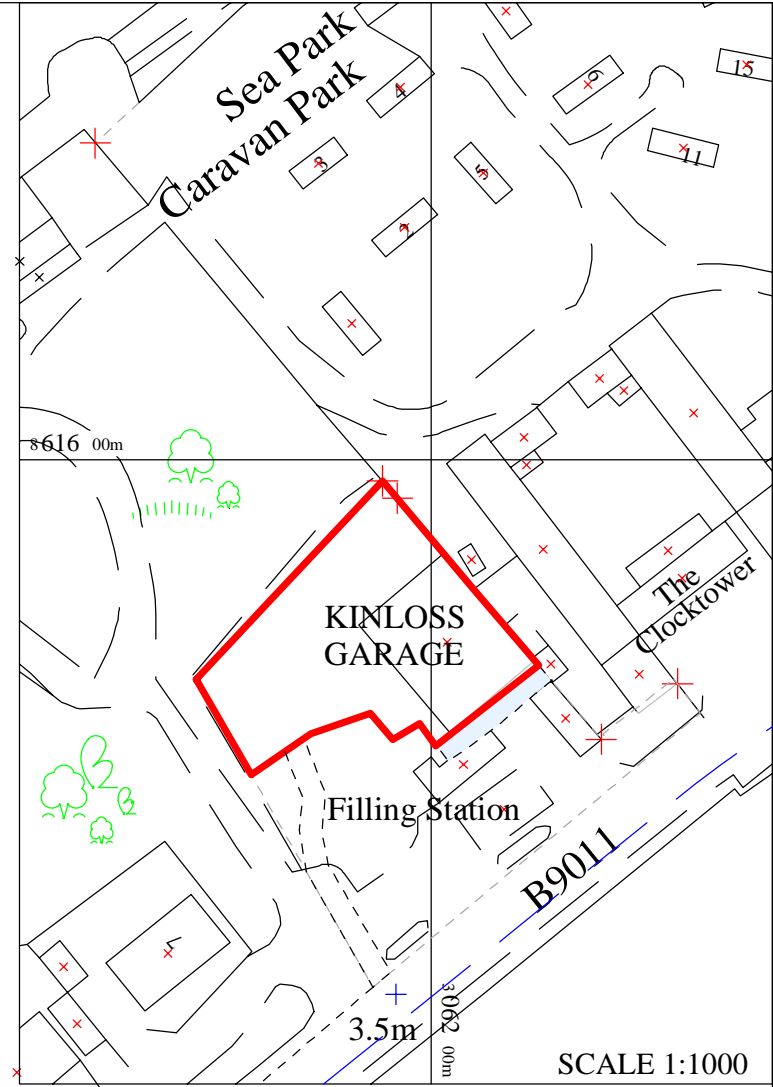 Sea Park
Caravan Park
15
6
4
11
3
5
2
8616 00m
KINLOSS
GARAGE
The
Clocktower
Filling Station
B9011
7
3062 00m
3.5m
SCALE 1:1000